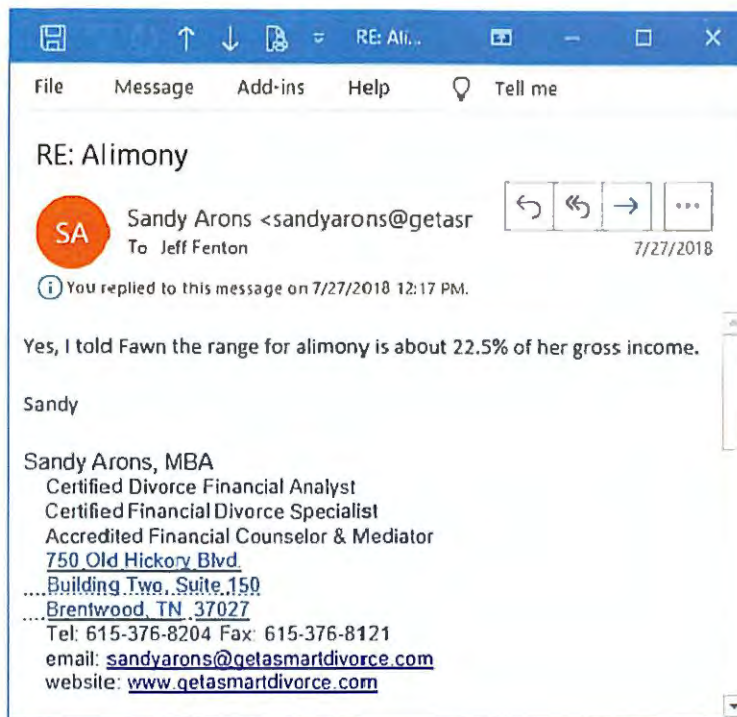 RE: Ali...
File Message Add-ins Help Tell me
RE: Alimony
SA
Sandy Arons <sandyarons@getasr
To Jeff Fenton
7/27/2018
You replied to this message on 7/27/2018 12:17 PM.
Yes, I told Fawn the range for alimony is about 22.5% of her gross income.
Sandy
Sandy Arons, MBA
Certified Divorce Financial Analyst
Certified Financial Divorce Specialist
Accredited Financial Counselor & Mediator
750 Old Hickory Blvd.
Building Two, Suite 150
Brentwood, TN 37027
Tel: 615-376-8204 Fax: 615-376-8121
email: sandyarons@getasmartdivorce.com
website: www.getasmartdivorce.com